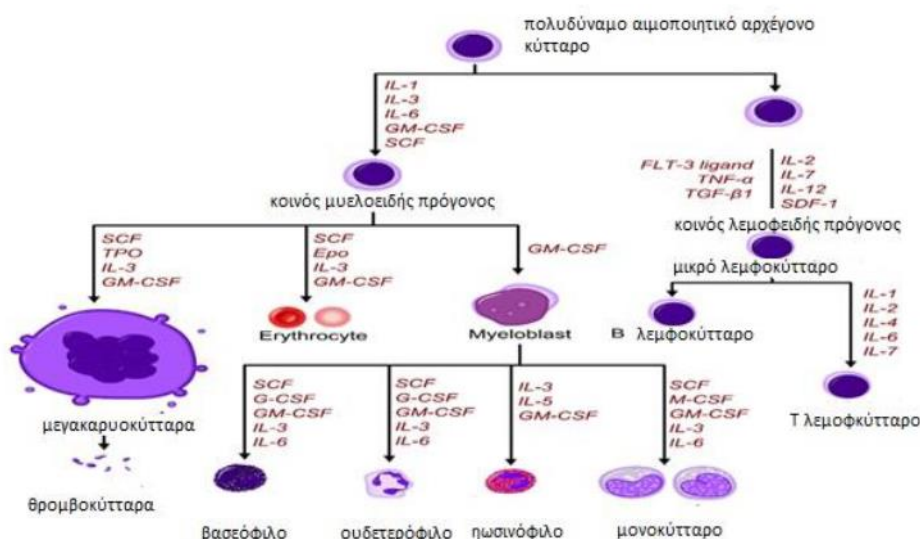 πολυδύναμο αιμοποιητικό αρχέγονο
κύτταρο
IL-1
IL-3
IL-6
GM-CSF
SCF
FLT-3 ligand
TNF-α
TGF-β1
IL-2
IL-7
IL-12
SDF-1
κοινός μυελοειδής πρόγονος
κοινός λεμοφειδής πρόγονος
μικρό λεμφοκύτταρο
SCF
TPO
IL-3
GM-CSF
SCF
Epo
IL-3
GM-CSF
GM-CSF
IL-1
IL-2
IL-4
IL-6
IL-7
Erythrocyte
Myeloblast
B λεμφοκύτταρο
SCF
G-CSF
GM-CSF
IL-3
IL-6
SCF
G-CSF
GM-CSF
IL-3
IL-6
IL-3
IL-5
GM-CSF
SCF
M-CSF
GM-CSF
IL-3
IL-6
μεγακαρυοκύτταρα
Τ λεμοφκύτταρο
θρομβοκύτταρα
βασεόφιλο
ουδετερόφιλο
ηωσινόφιλο
μονοκύτταρο